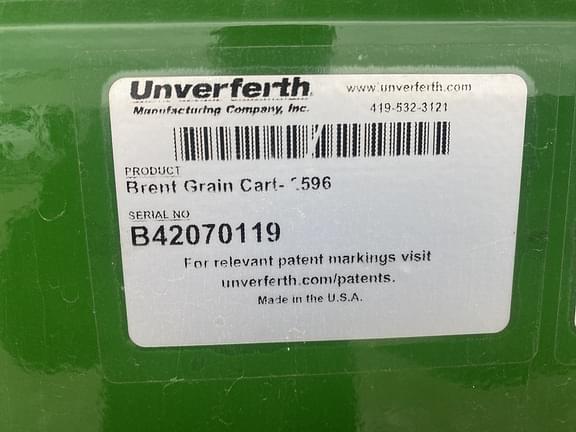 Unverferth
www.unverferth.com
Manufacturing Company, Inc.
419-532-3121
PRODUCT
Brent Grain Cart-
SERIAL NO
B42070119
For relevant patent markings visit
unverferth.com/patents.
Made in the U.S.A.